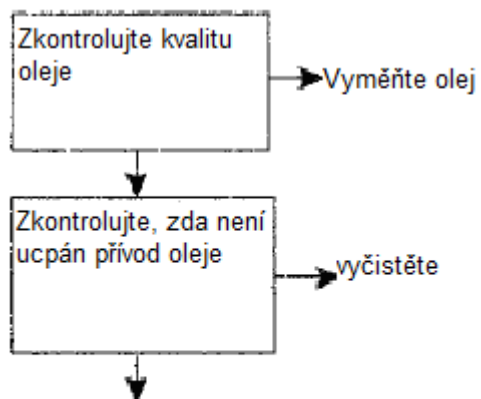 Zkontrolujte kvalitu
oleje
Vyměňte olej
Zkontrolujte, zda není
ucpán přívod oleje
vyčistěte